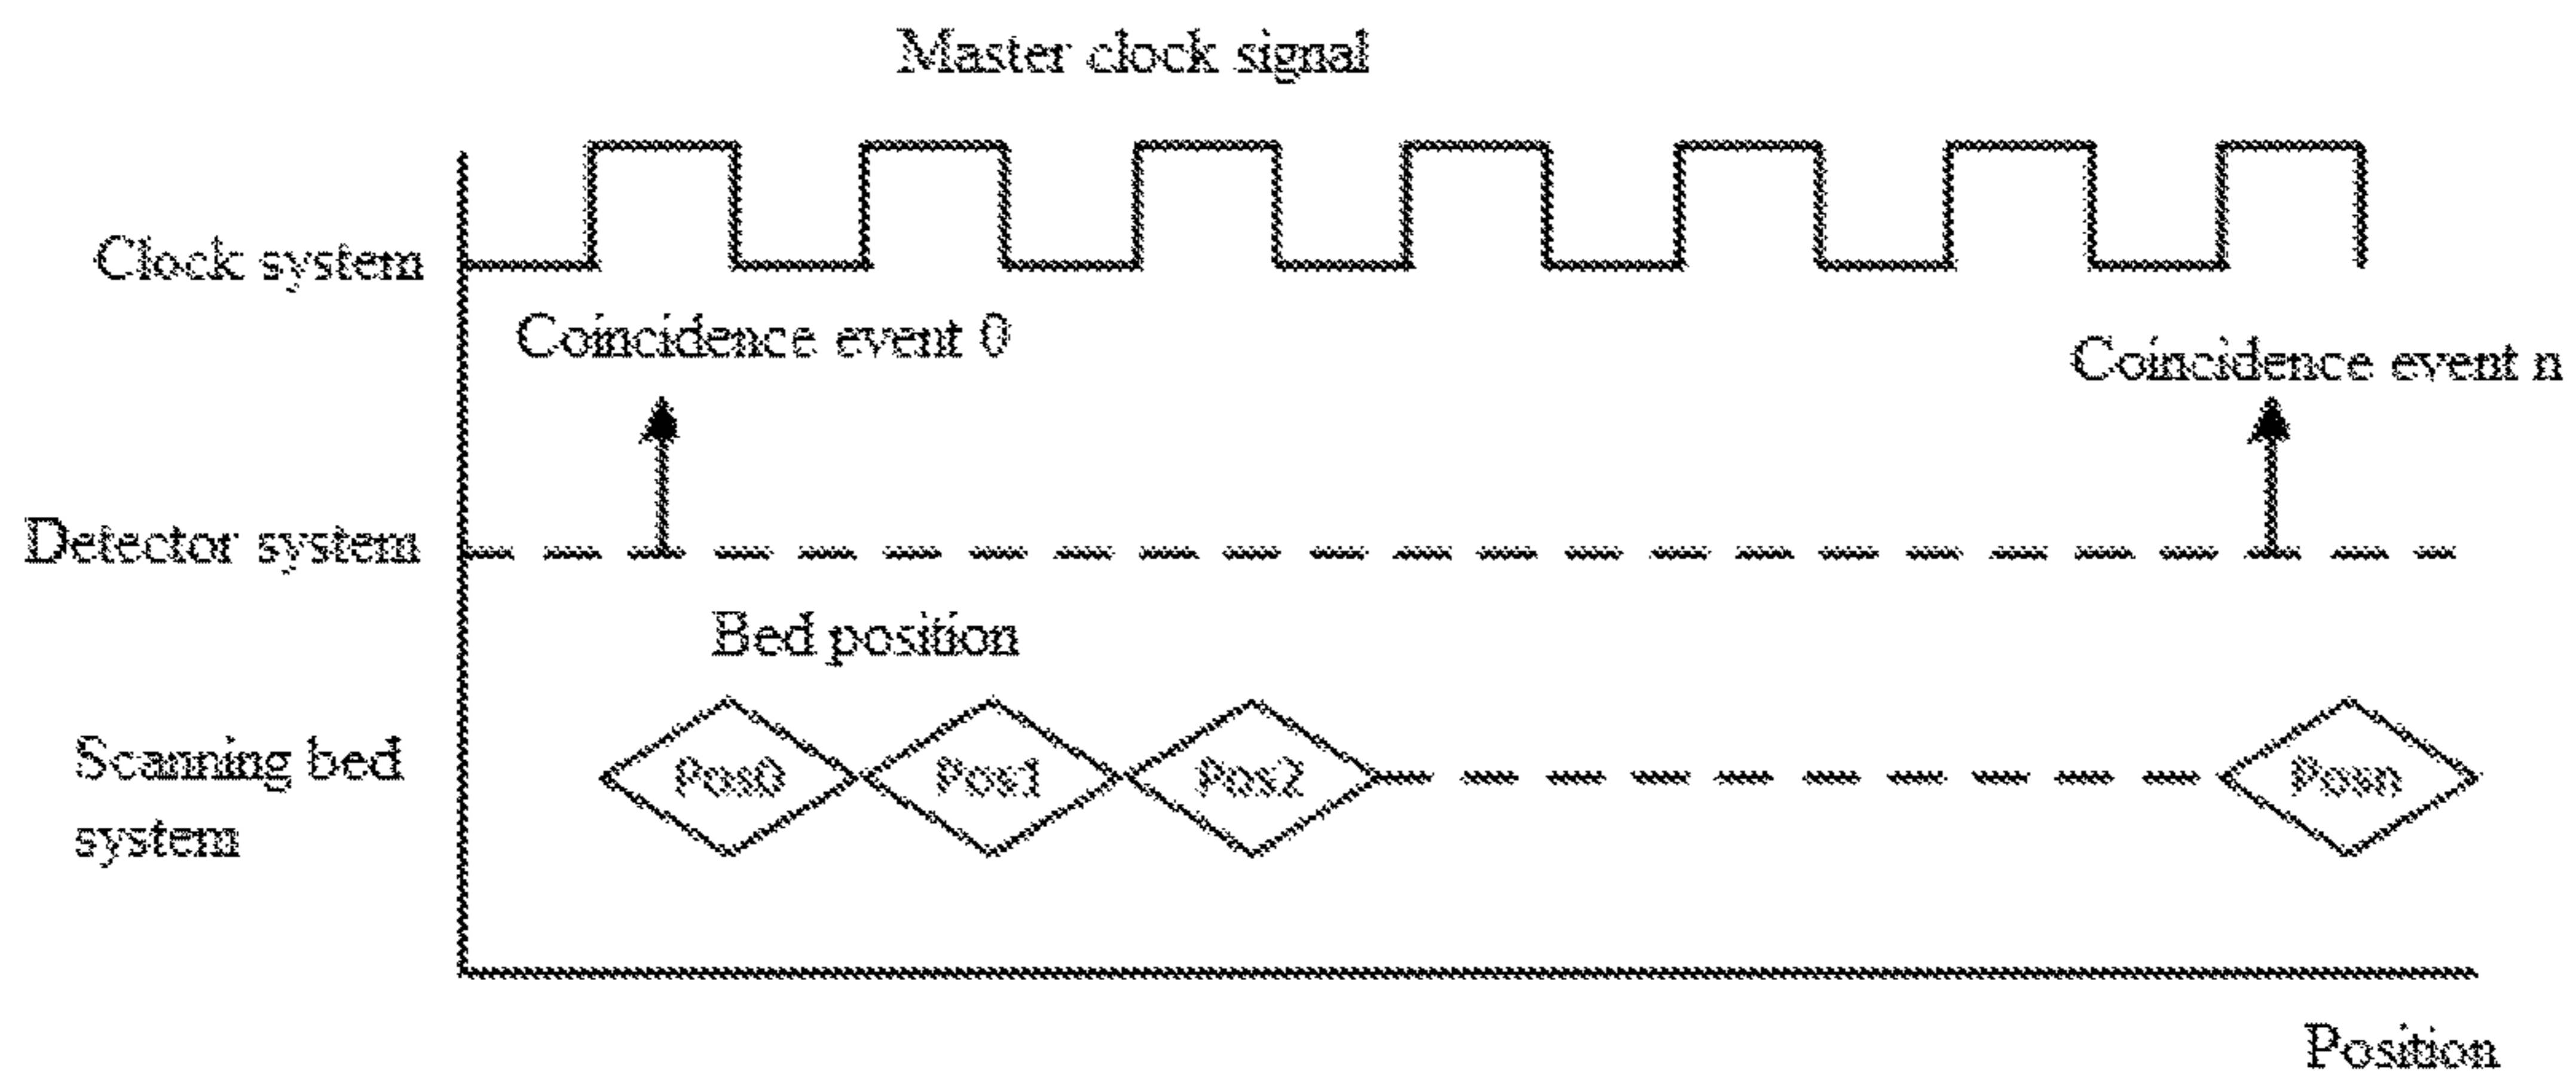 Master clock signal
Clock system
Coincidence event 0
Coincidence event n
Detector system
Bed position
Scanning bed
system
Pos0
Pos1
Pos2
Posn
Position